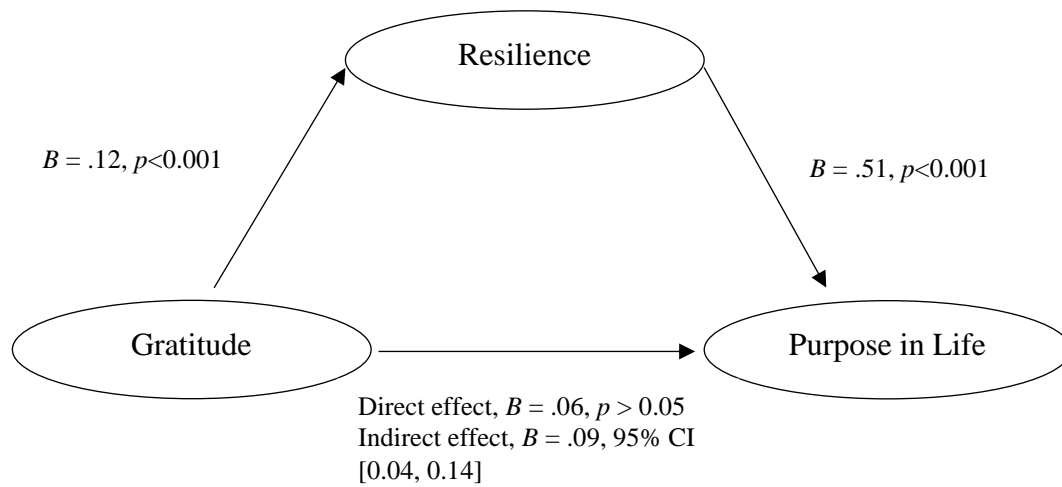 Resilience
B = .12, p<0.001
B = .51, p<0.001
Gratitude
Purpose in Life
Direct effect, B = .06, p > 0.05
Indirect effect, B = .09, 95% CI
[0.04, 0.14]